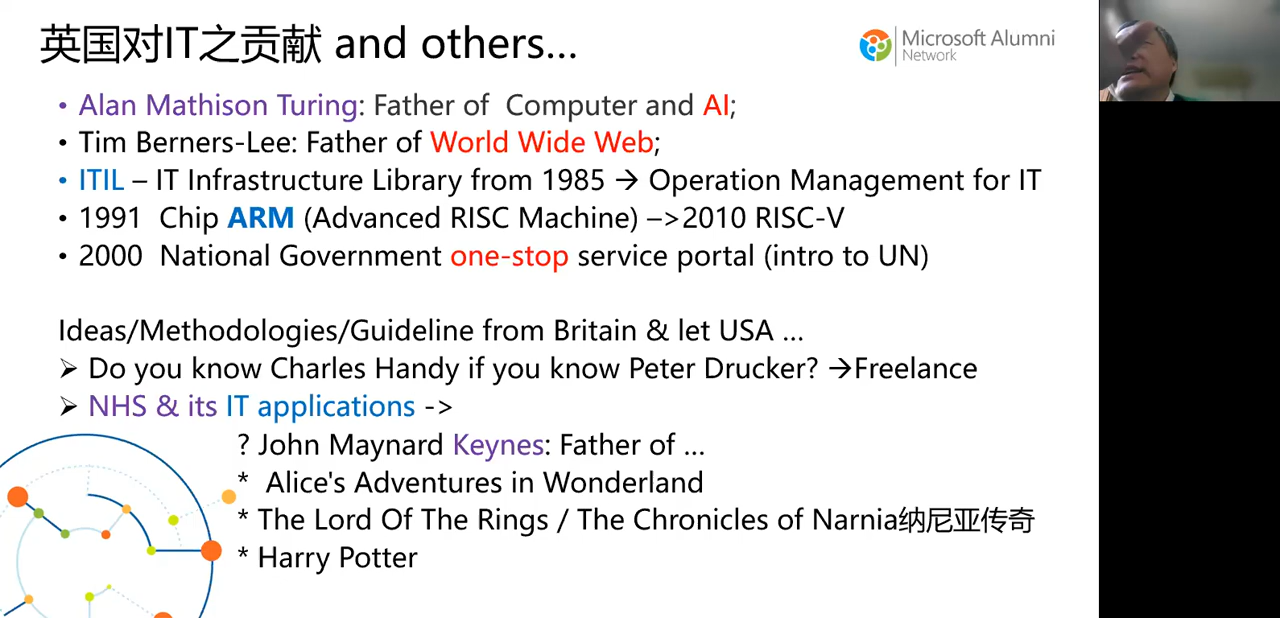 英国对IT之贡献 and others...
Microsoft Alumni
Network
• Alan Mathison Turing: Father of  Computer and AI;
• Tim Berners-Lee: Father of World Wide Web;
• ITIL – IT Infrastructure Library from 1985 → Operation Management for IT
• 1991  Chip ARM (Advanced RISC Machine) –>2010 RISC-V
• 2000  National Government one-stop service portal (intro to UN)
Ideas/Methodologies/Guideline from Britain & let USA ...
➢ Do you know Charles Handy if you know Peter Drucker? →Freelance
➢ NHS & its IT applications ->
? John Maynard Keynes: Father of ...
*  Alice's Adventures in Wonderland
* The Lord Of The Rings / The Chronicles of Narnia纳尼亚传奇
* Harry Potter